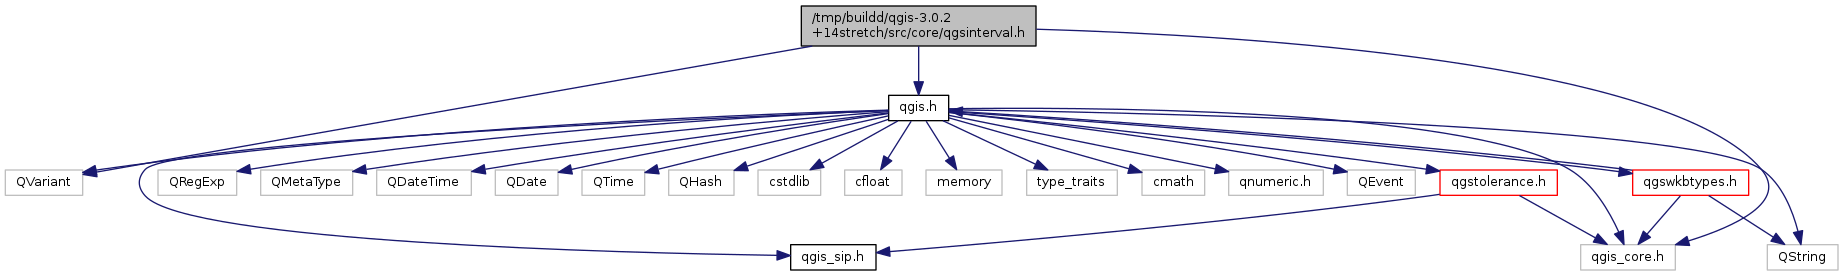 /tmp/buildd/qgis-3.0.2
+14stretch/src/core/qgsinterval.h
qgis.h
QVariant
QRegExp
QMetaType
QDateTime
QDate
QTime
QHash
cstdlib
cfloat
memory
type_traits
cmath
qnumeric.h
QEvent
qgstolerance.h
qgswkbtypes.h
qgis_sip.h
qgis_core.h
QString